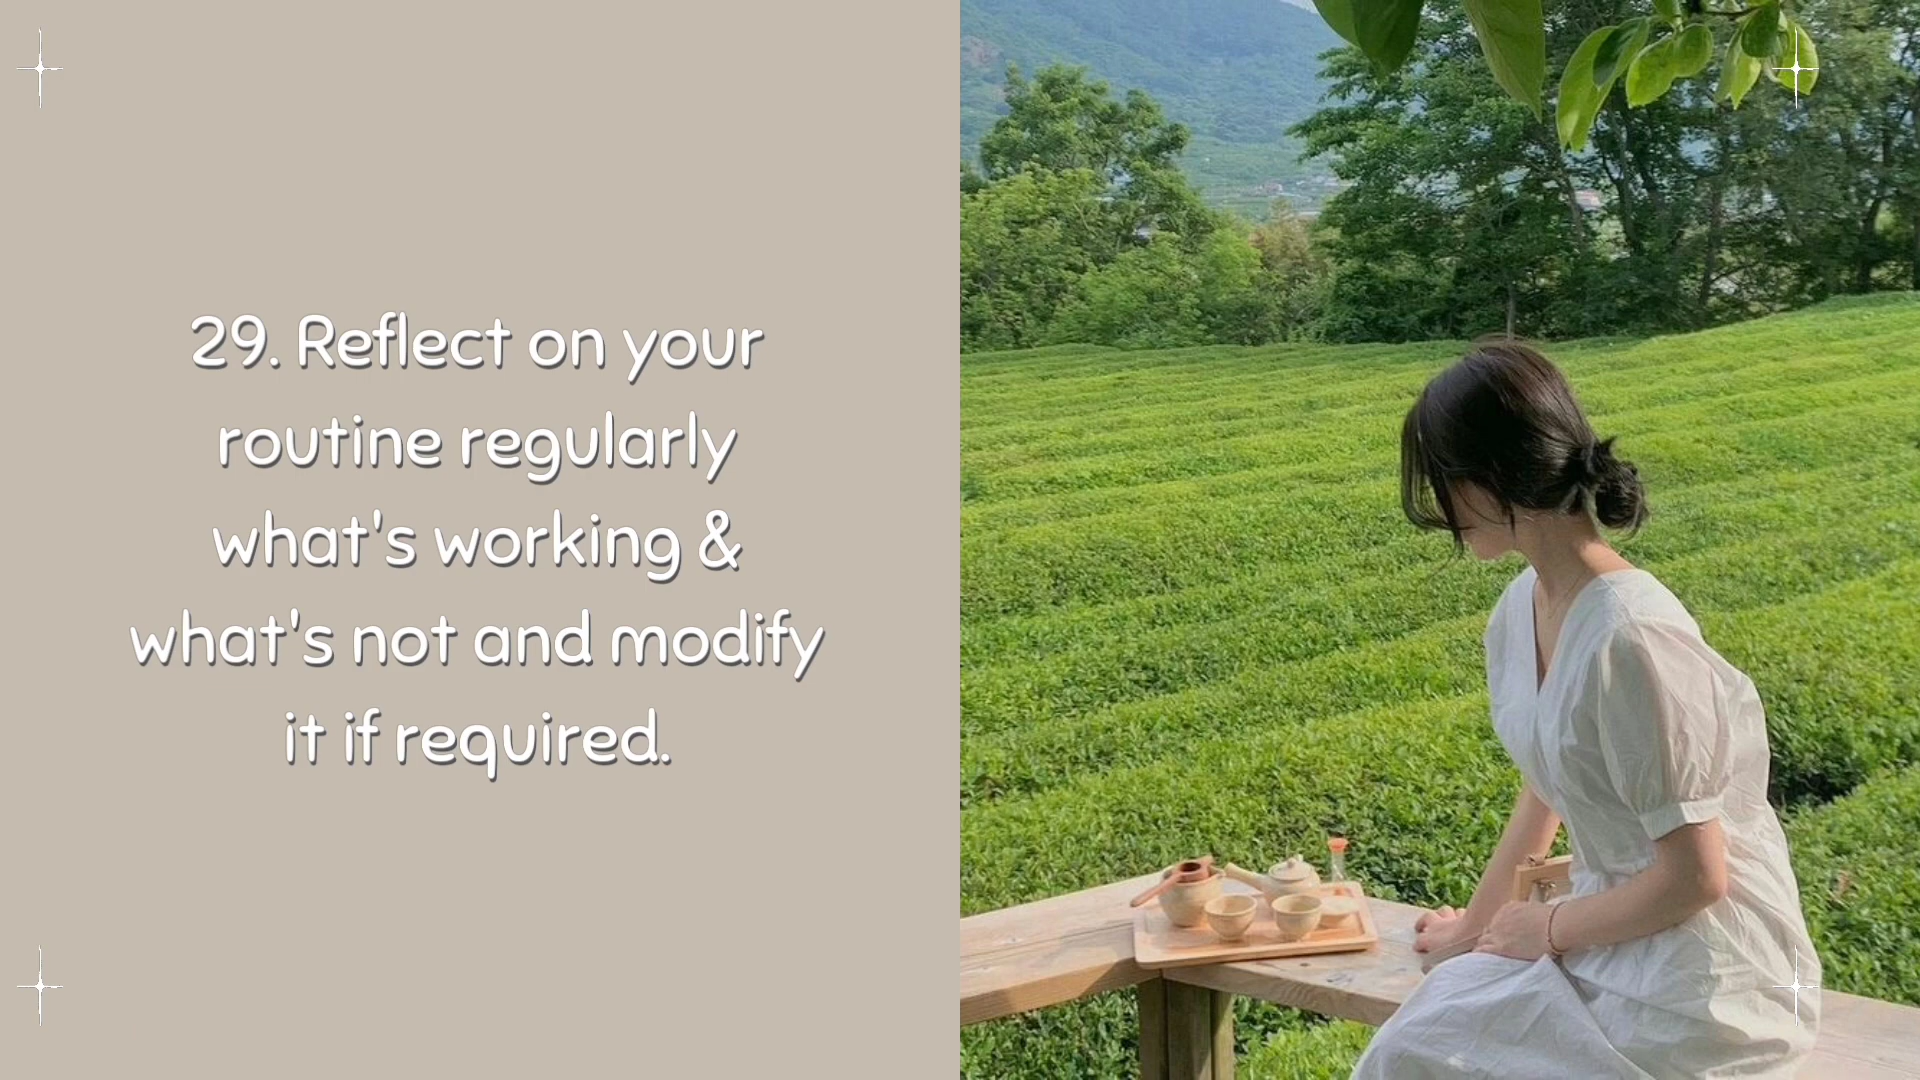 29. Reflect on your
routine regularly
what's working &
what's not and modify
it if required.